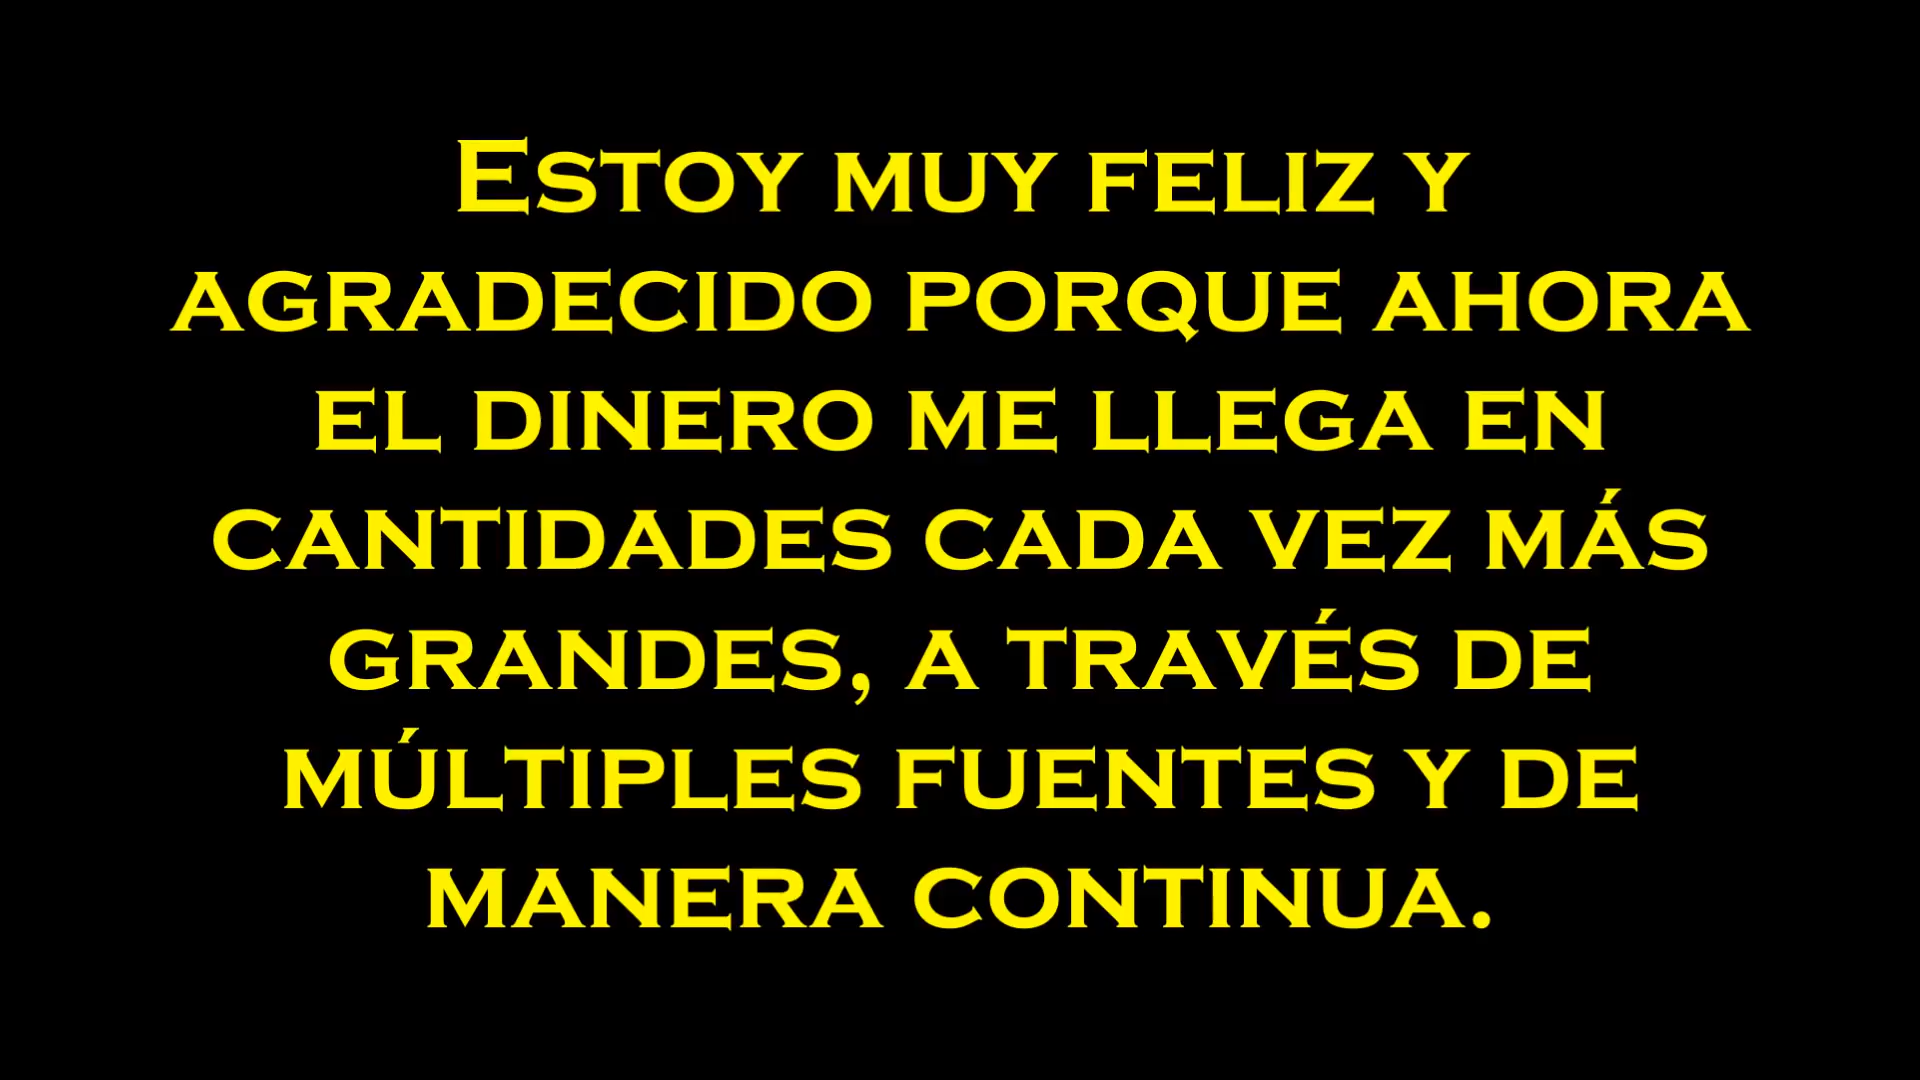 Estoy muy feliz y
agradecido porque ahora
el dinero me llega en
cantidades cada vez más
grandes, a través de
múltiples fuentes y de
manera continua.